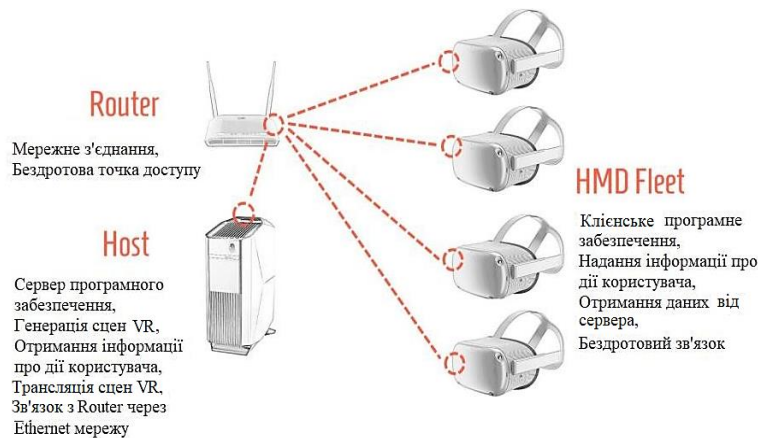 Router
Мережне з'єднання,
Бездротова точка доступу
Host
Сервер програмного
забезпечення,
Генерація сцен VR,
Отримання інформації
про дії користувача,
Трансляція сцен VR,
Зв'язок з Router через
Ethernet мережу
HMD Fleet
Клієнське програмне
забезпечення,
Надання інформації про
дії користувача,
Отримання даних від
сервера,
Бездротовий зв'язок